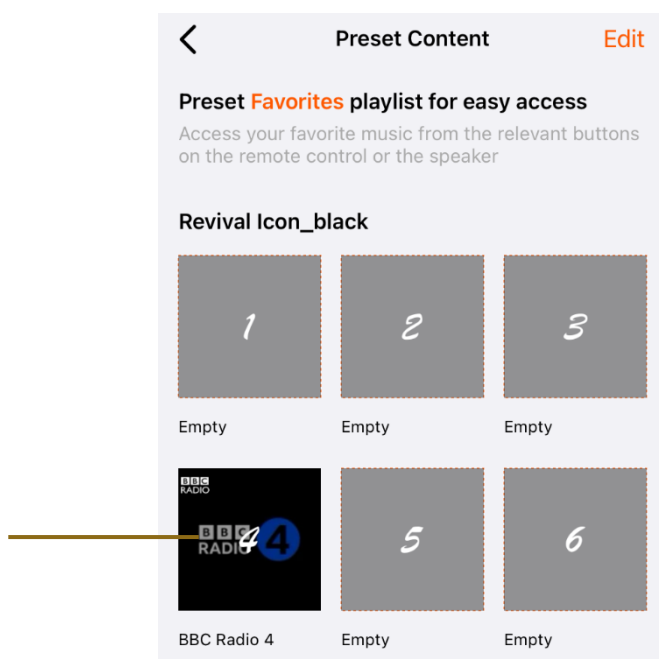 Preset Content Edit
Preset Favorites playlist for easy access
Access your favorite music from the relevant buttons
on the remote control or the speaker
Revival Icon_black
1 2 3
Empty Empty Empty
BBC
RADIO
BBC 4
RADIO 4
5 6
BBC Radio 4 Empty Empty